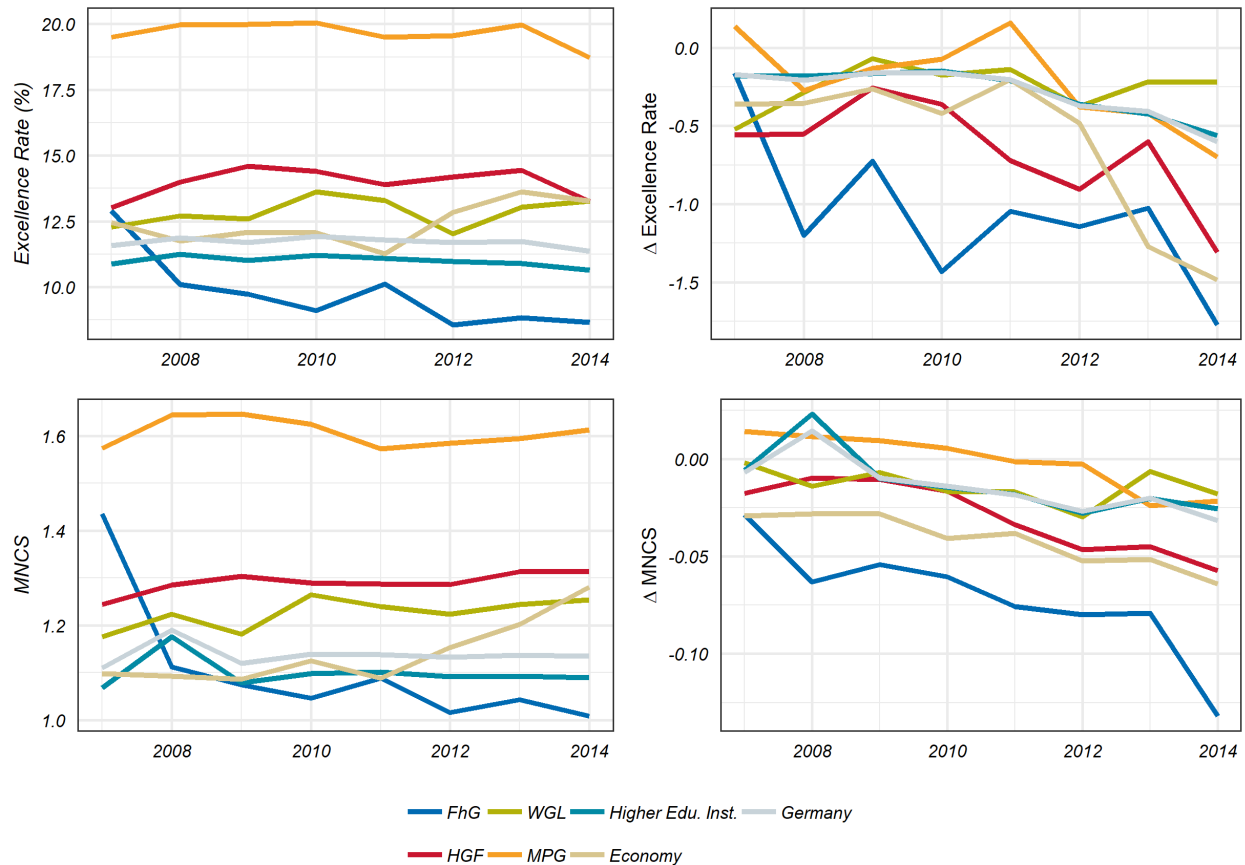 Excellence Rate (%)
20.0
17.5
15.0
12.5
10.0
2008 2010 2012 2014
Δ Excellence Rate
0.0
-0.5
-1.0
-1.5
2008 2010 2012 2014
MNCS
1.6
1.4
1.2
1.0
2008 2010 2012 2014
Δ MNCS
0.00
-0.05
-0.10
2008 2010 2012 2014
FhG WGL Higher Edu. Inst. Germany
HGF MPG Economy